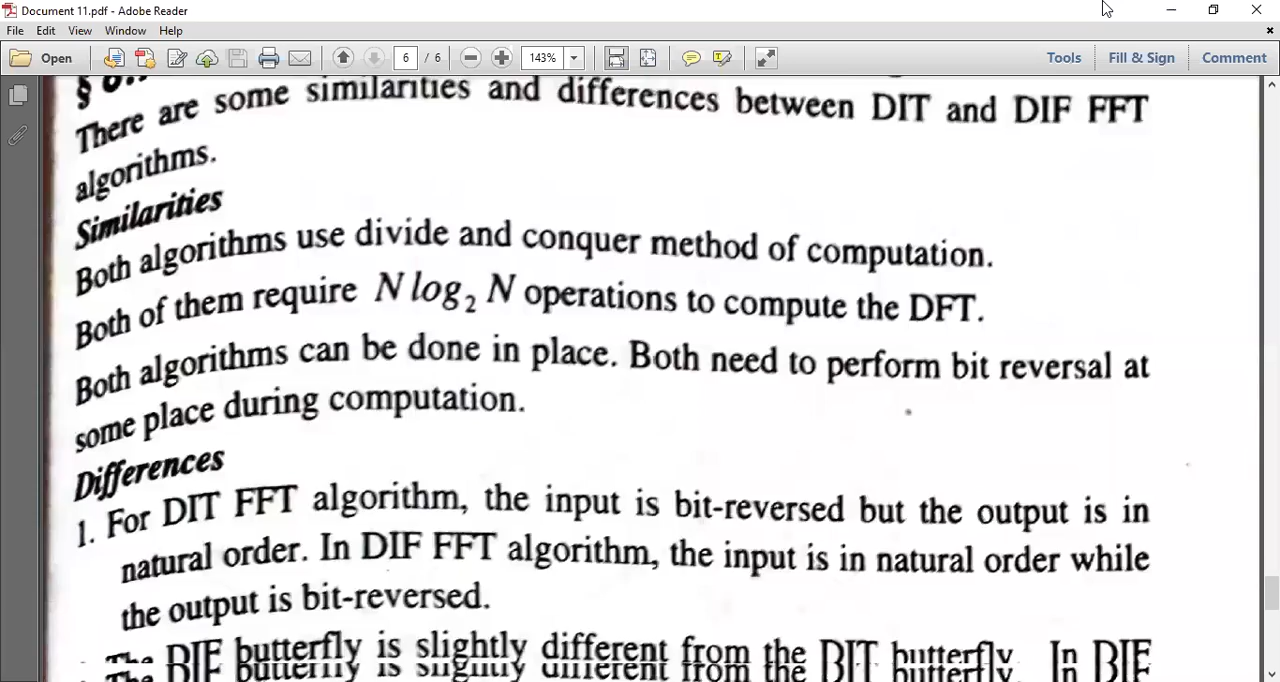 Document 11.pdf - Adobe Reader
File Edit View Window Help
Open 6 / 6 143% Tools Fill & Sign Comment
There are some similarities and differences between DIT and DIF FFT
algorithms.
Similarities
Both algorithms use divide and conquer method of computation.
Both of them require N log₂ N operations to compute the DFT.
Both algorithms can be done in place. Both need to perform bit reversal at
some place during computation.
Differences
1. For DIT FFT algorithm, the input is bit-reversed but the output is in
natural order. In DIF FFT algorithm, the input is in natural order while
the output is bit-reversed.
The DIF butterfly is slightly different from the DIT butterfly. In DIF